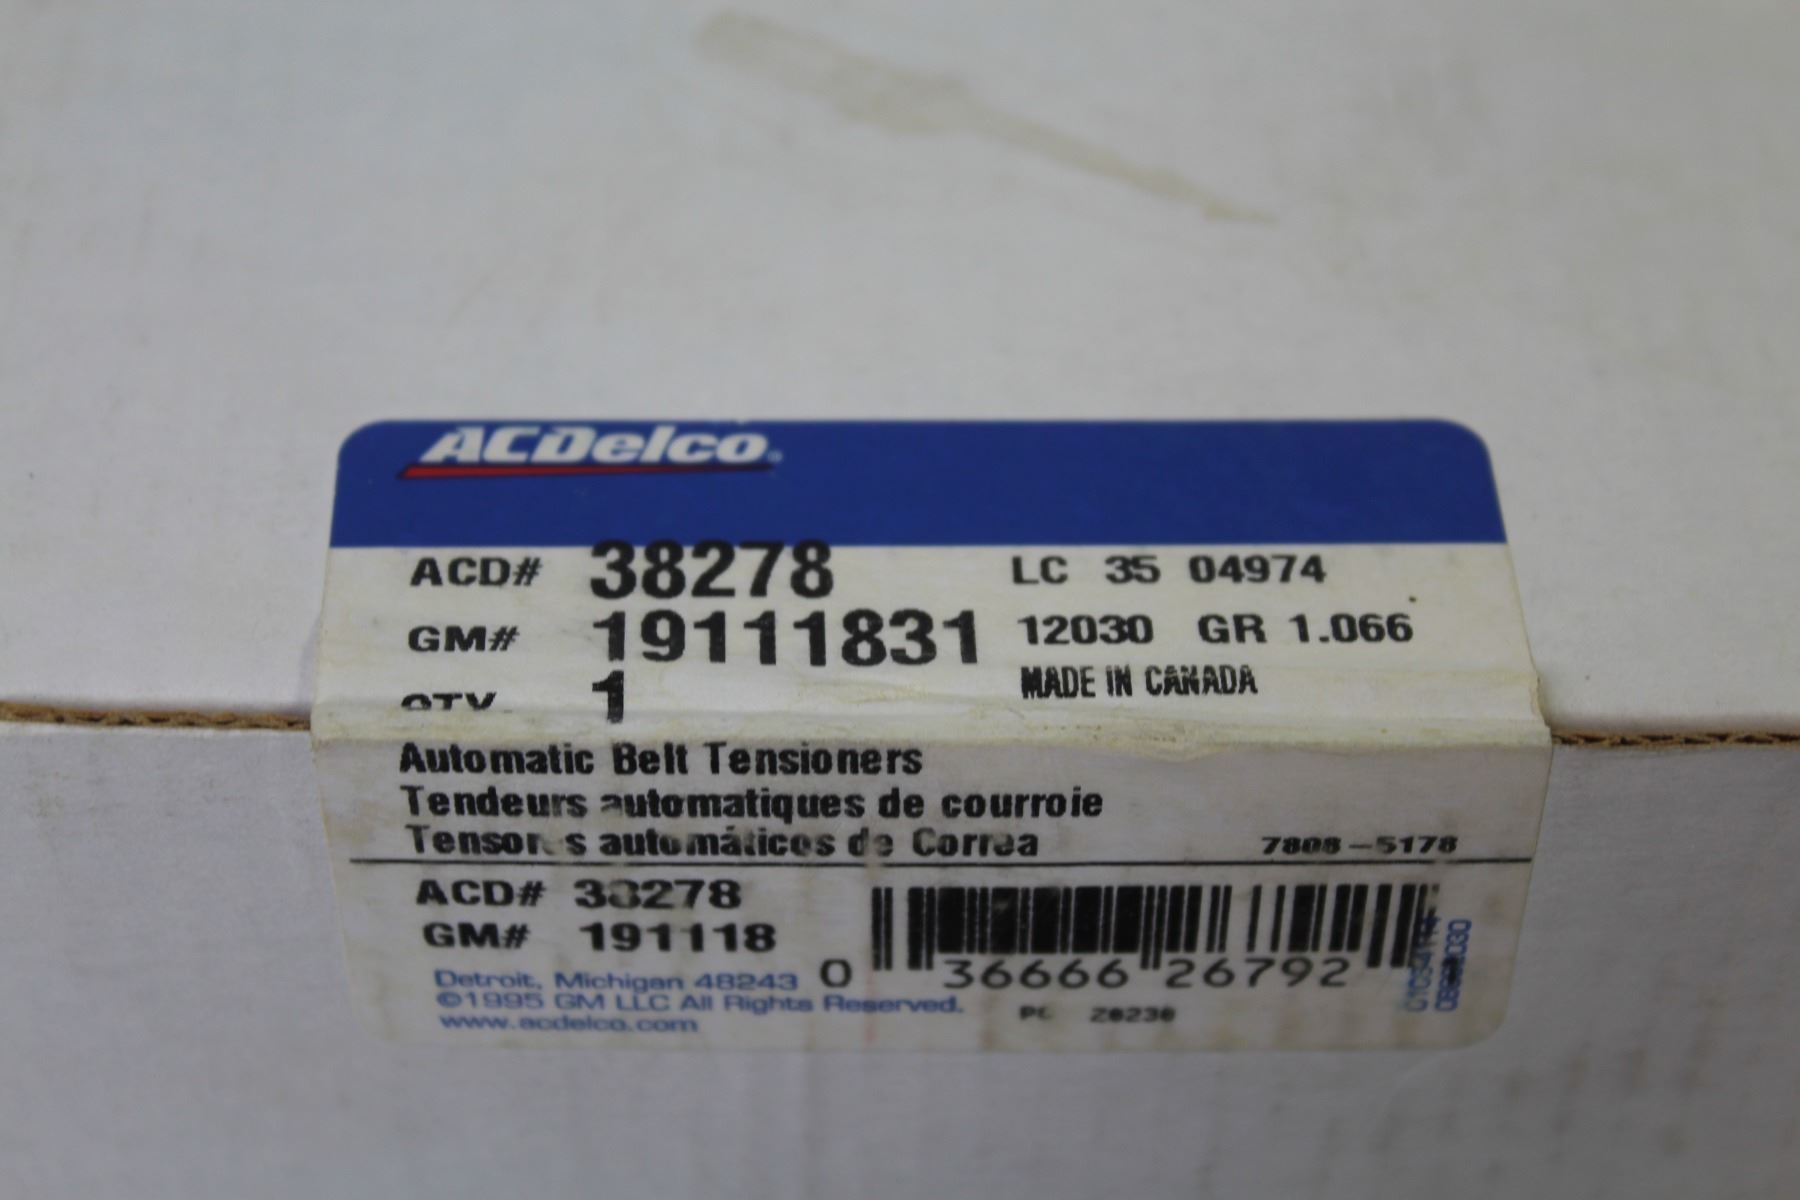 ACDelco®
ACD# 38278 LC 35 04974
GM# 19111831 12030 GR 1.066
QTY 1 MADE IN CANADA
Automatic Belt Tensioners
Tendeurs automatiques de courroie
Tensores automáticos de Correa 7808-5178
ACD# 38278
GM# 191118
0 36666 26792
Detroit, Michigan 48243
©1995 GM LLC All Rights Reserved.
www.acdelco.com